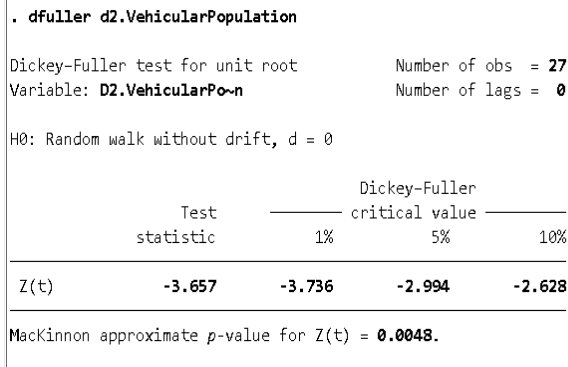 . dfuller d2.VehicularPopulation
Dickey-Fuller test for unit root Number of obs = 27
Variable: D2.VehicularPo~n Number of lags = 0
H0: Random walk without drift, d = 0
Dickey-Fuller
Test critical value
statistic 1% 5% 10%
Z(t) -3.657 -3.736 -2.994 -2.628
MacKinnon approximate p-value for Z(t) = 0.0048.